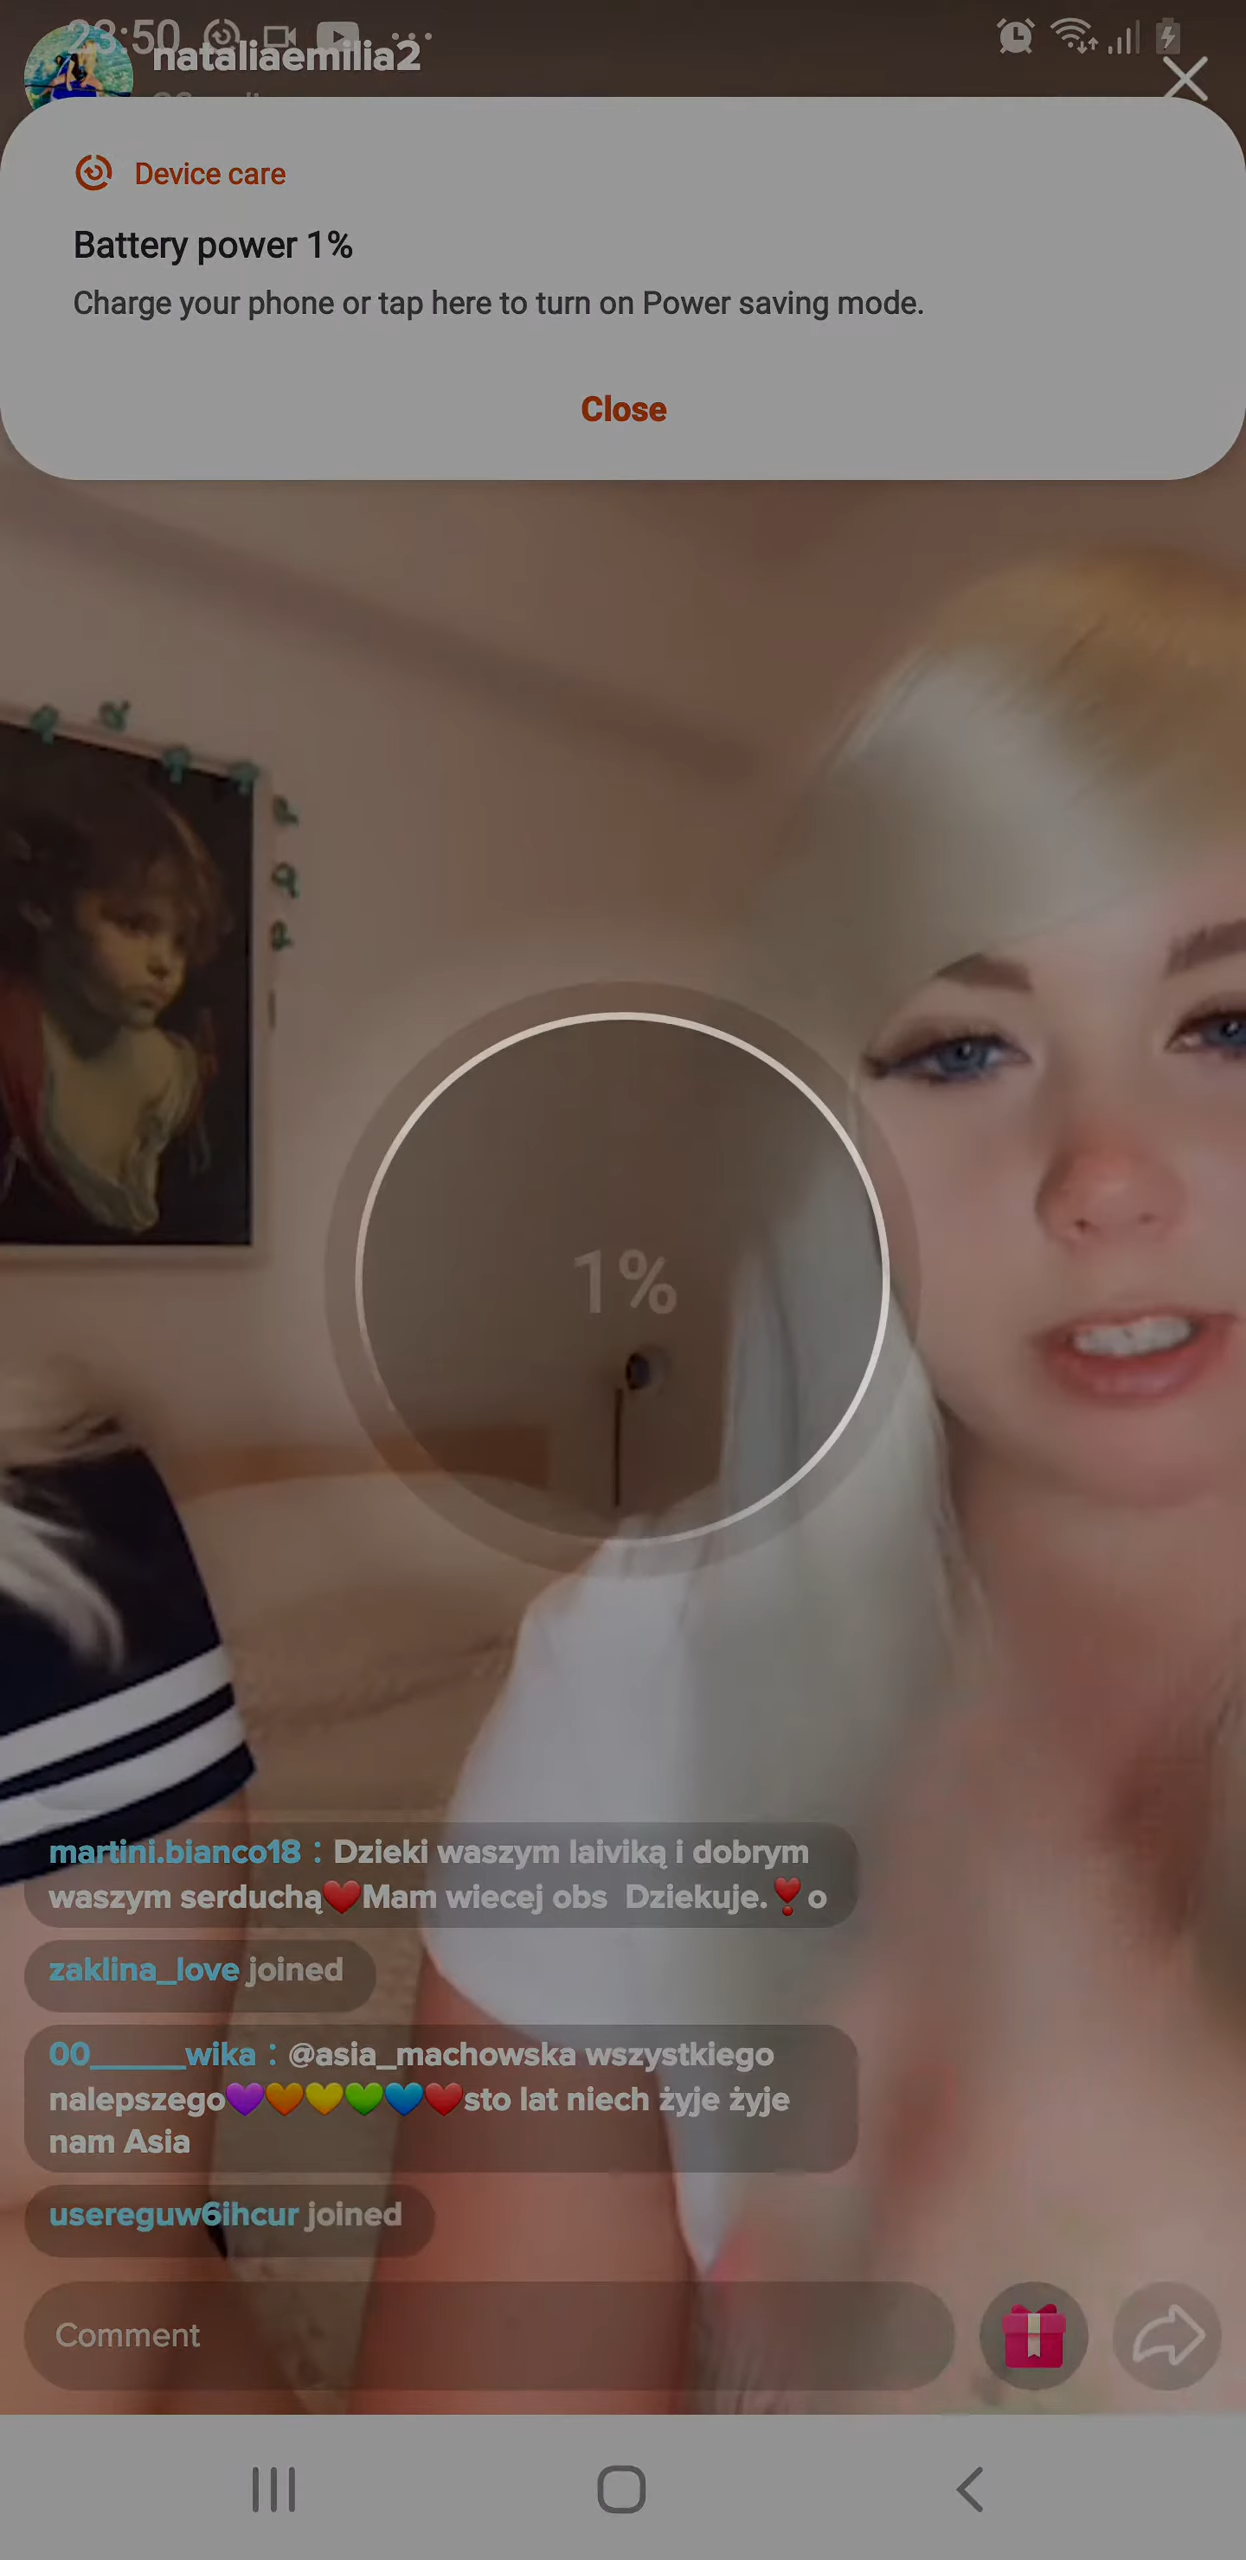 23:50
nataliaemilia2
Device care
Battery power 1%
Charge your phone or tap here to turn on Power saving mode.
Close
1%
martini.bianco18 : Dzieki waszym laiviką i dobrym
waszym serduchą❤️Mam wiecej obs Dziekuje.❣️o
zaklina_love joined
00_____wika : @asia_machowska wszystkiego
nalepszego💜🧡💛💚💙❤️sto lat niech żyje żyje
nam Asia
usereguw6ihcur joined
Comment